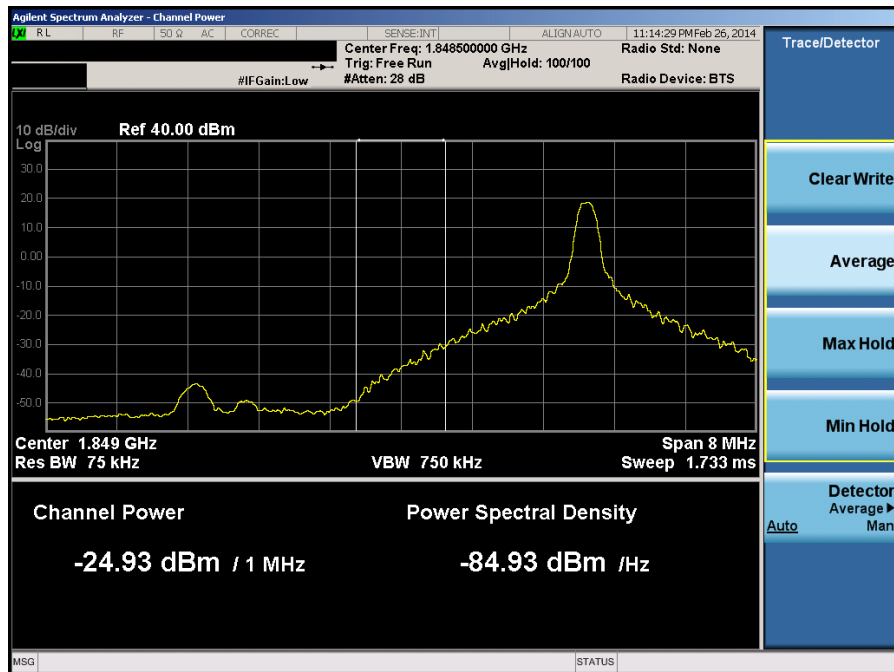 Agilent Spectrum Analyzer - Channel Power
LXI RL RF 50 Ω AC CORREC SENSE:INT ALIGN AUTO 11:14:29 PM Feb 26, 2014
Center Freq: 1.848500000 GHz Radio Std: None
Trig: Free Run Avg|Hold: 100/100
#IFGain:Low #Atten: 28 dB Radio Device: BTS
10 dB/div Ref 40.00 dBm
Log
30.0
20.0
10.0
0.00
-10.0
-20.0
-30.0
-40.0
-50.0
Center 1.849 GHz Span 8 MHz
Res BW 75 kHz VBW 750 kHz Sweep 1.733 ms
Channel Power Power Spectral Density
-24.93 dBm / 1 MHz -84.93 dBm /Hz
MSG STATUS
Trace/Detector
Clear Write
Average
Max Hold
Min Hold
Detector
Average
Auto Man